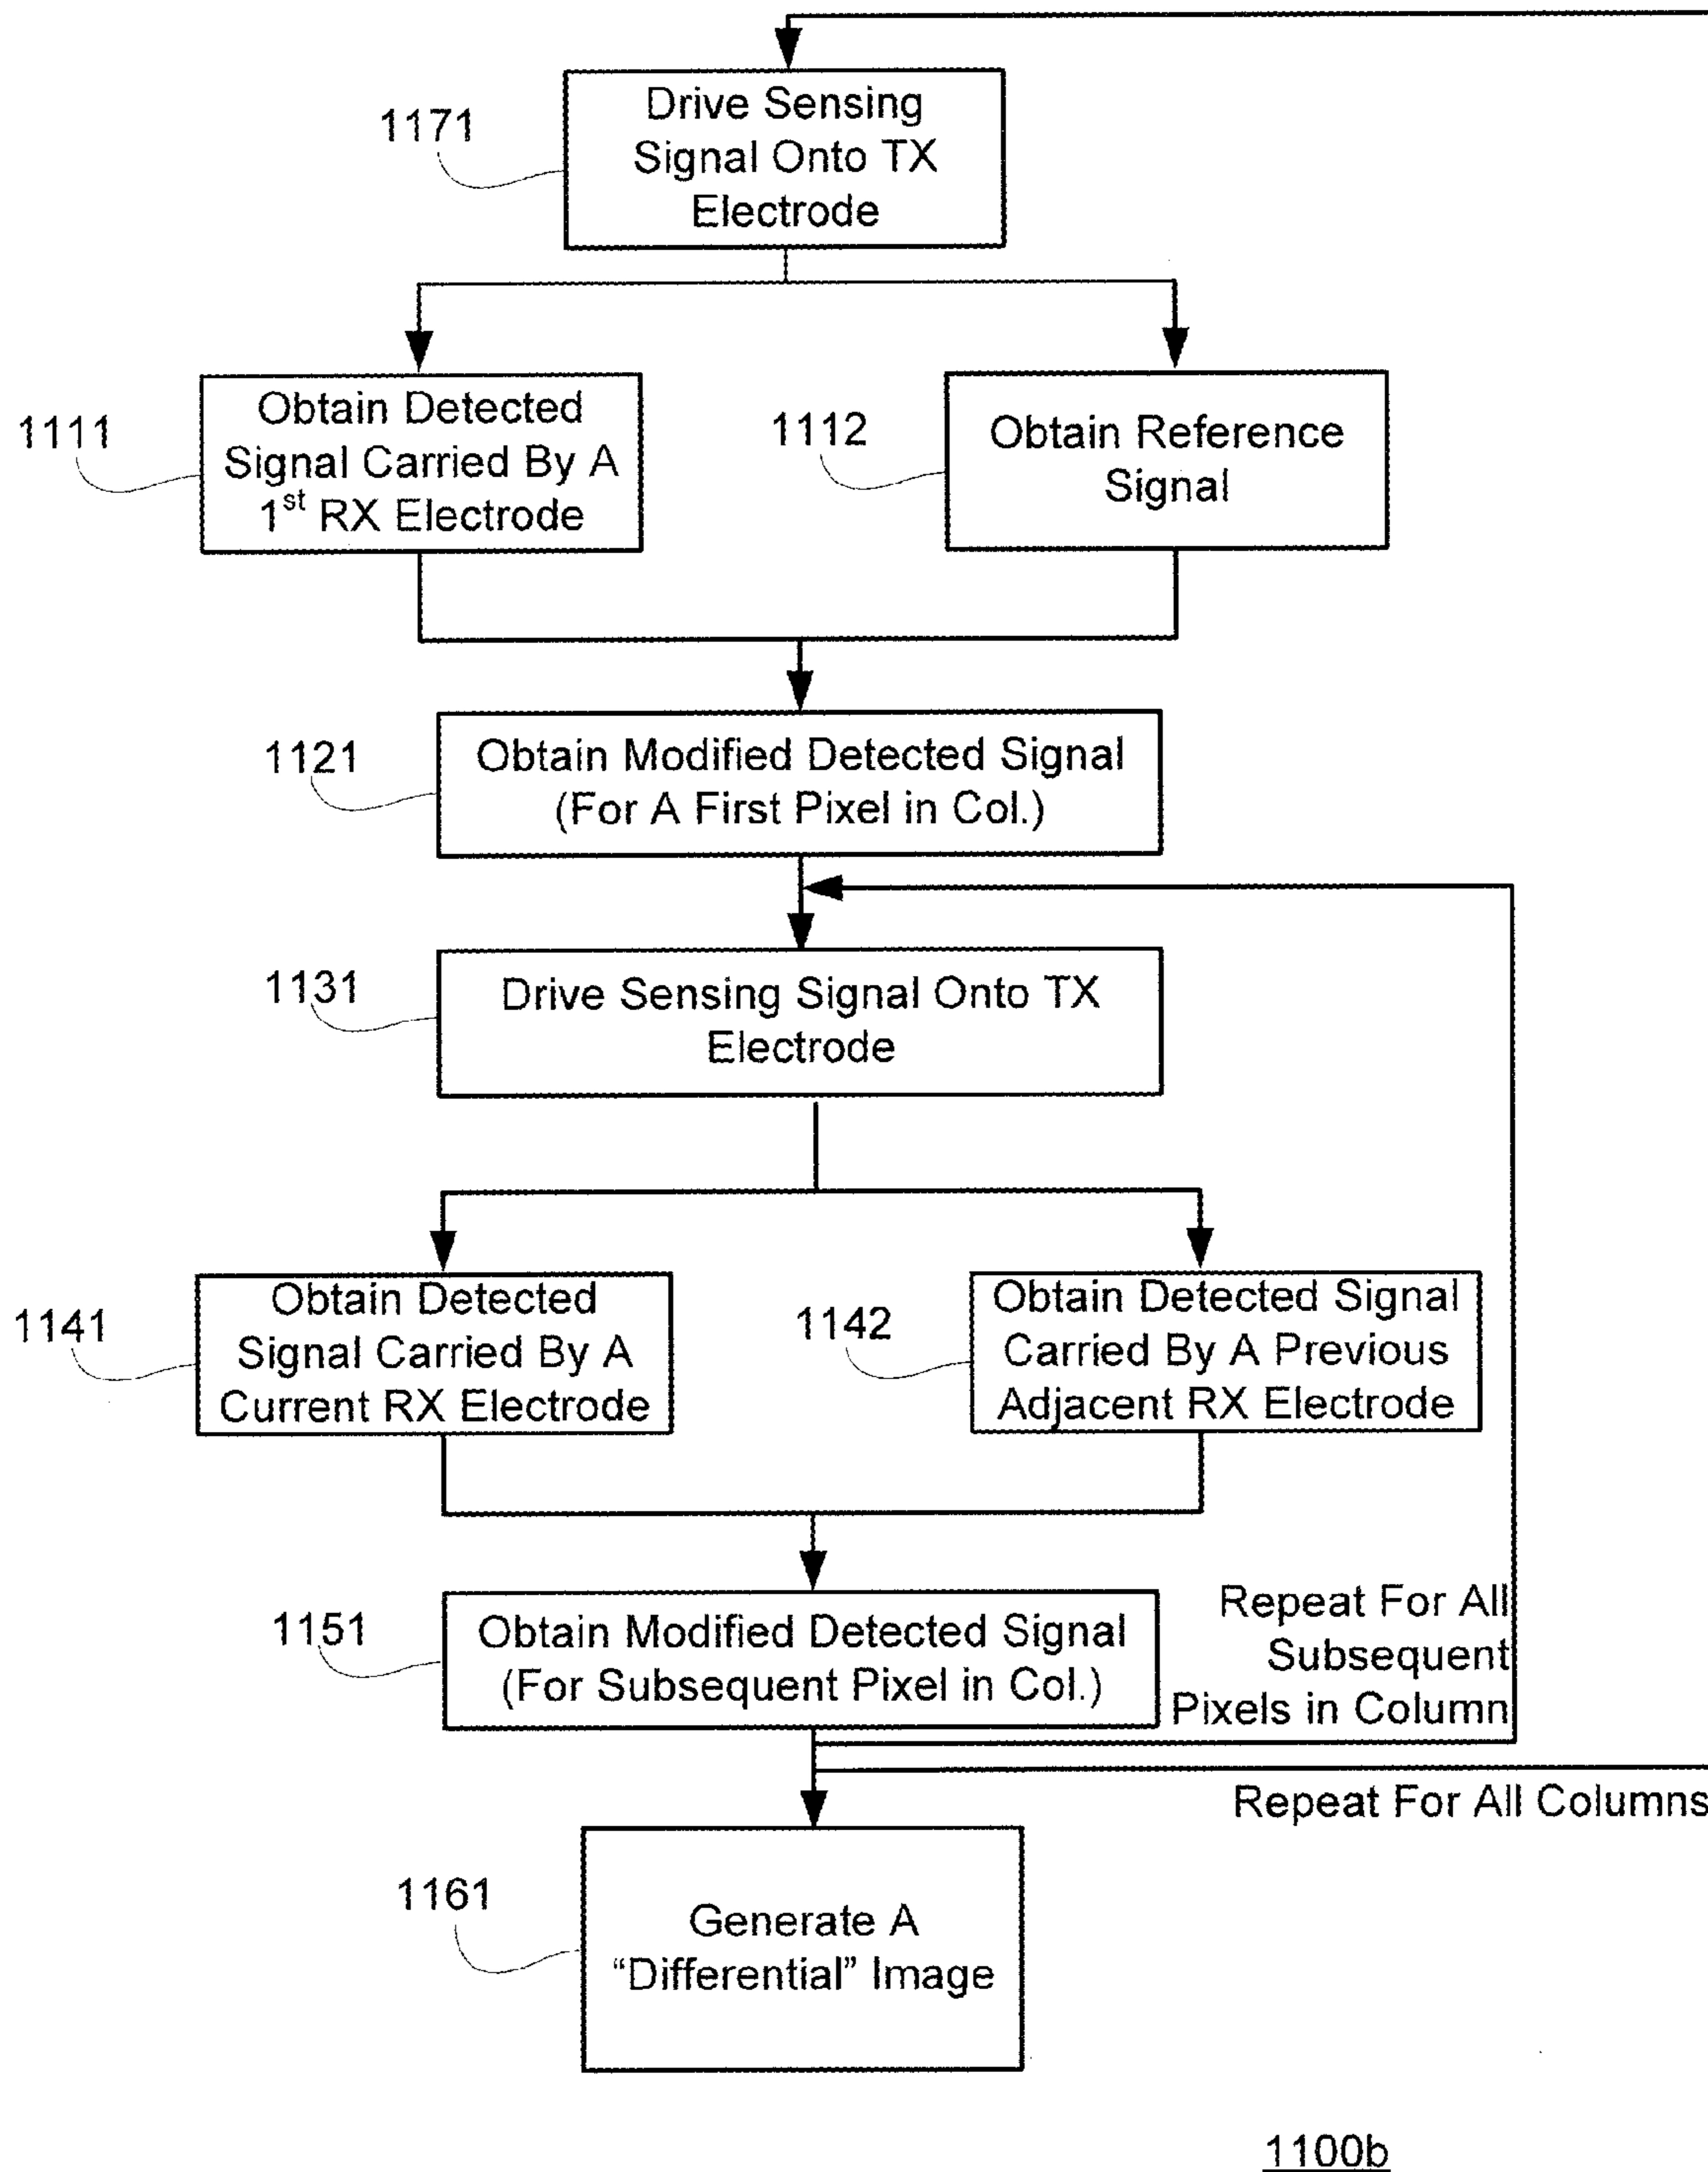 Drive Sensing
Signal Onto TX
Electrode
1171
Obtain Detected
Signal Carried By A
1st RX Electrode
1111
Obtain Reference
Signal
1112
Obtain Modified Detected Signal
(For A First Pixel in Col.)
1121
Drive Sensing Signal Onto TX
Electrode
1131
Obtain Detected
Signal Carried By A
Current RX Electrode
1141
Obtain Detected Signal
Carried By A Previous
Adjacent RX Electrode
1142
Obtain Modified Detected Signal
(For Subsequent Pixel in Col.)
1151
Repeat For All
Subsequent
Pixels in Column
Repeat For All Columns
Generate A
“Differential” Image
1161
1100b